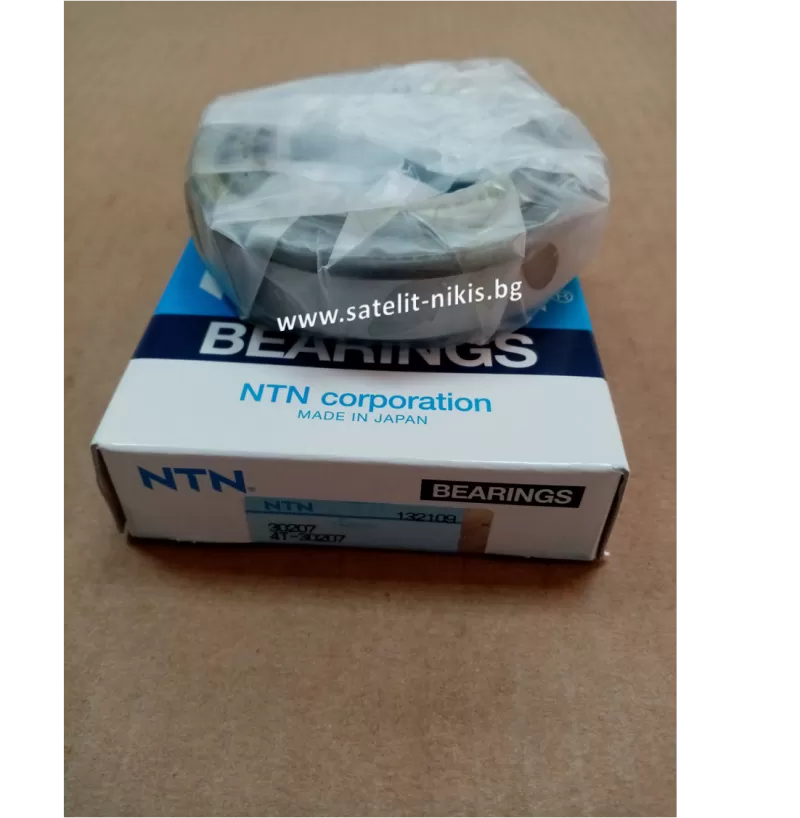 www.satelit-nikis.bg
BEARINGS
NTN corporation
MADE IN JAPAN
NTN®
BEARINGS
NTN 132109
30207
4T-30207